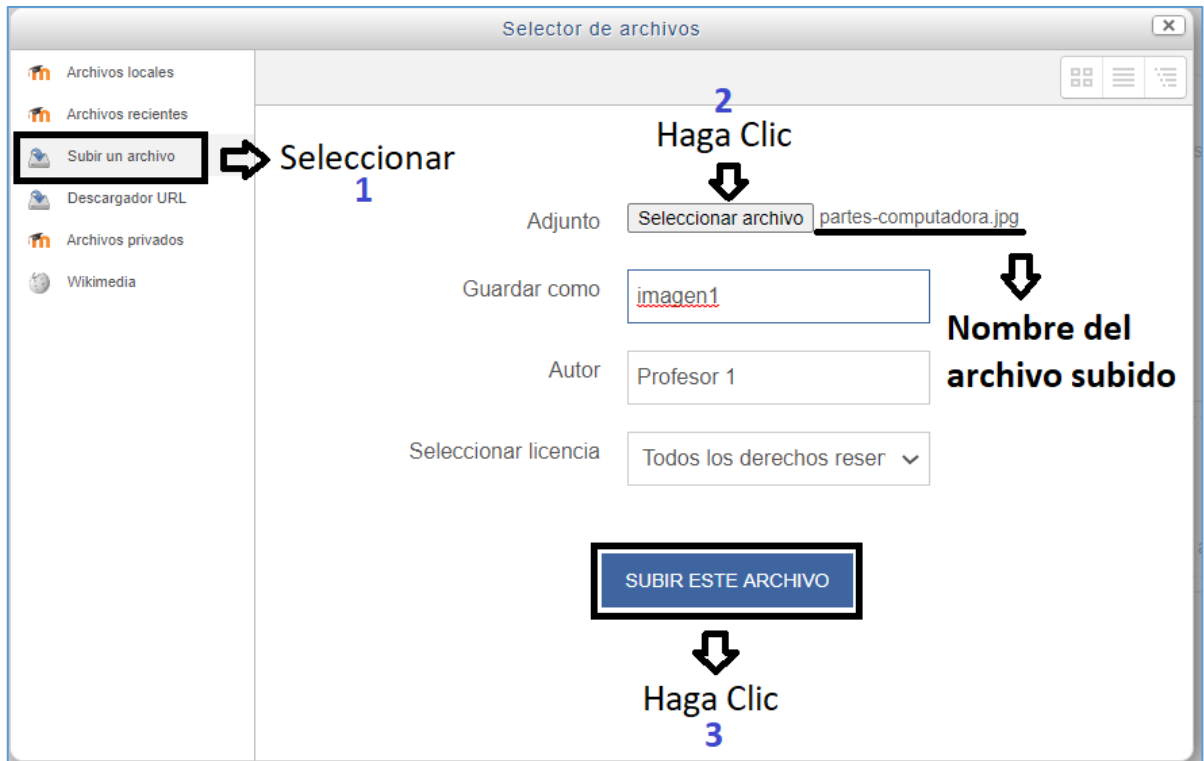 Selector de archivos
Archivos locales
Archivos recientes
Subir un archivo
Descargador URL
Archivos privados
Wikimedia
Seleccionar
1
2
Haga Clic
Adjunto Seleccionar archivo partes-computadora.jpg
Guardar como imagen1
Nombre del
archivo subido
Autor Profesor 1
Seleccionar licencia Todos los derechos reser
SUBIR ESTE ARCHIVO
Haga Clic
3